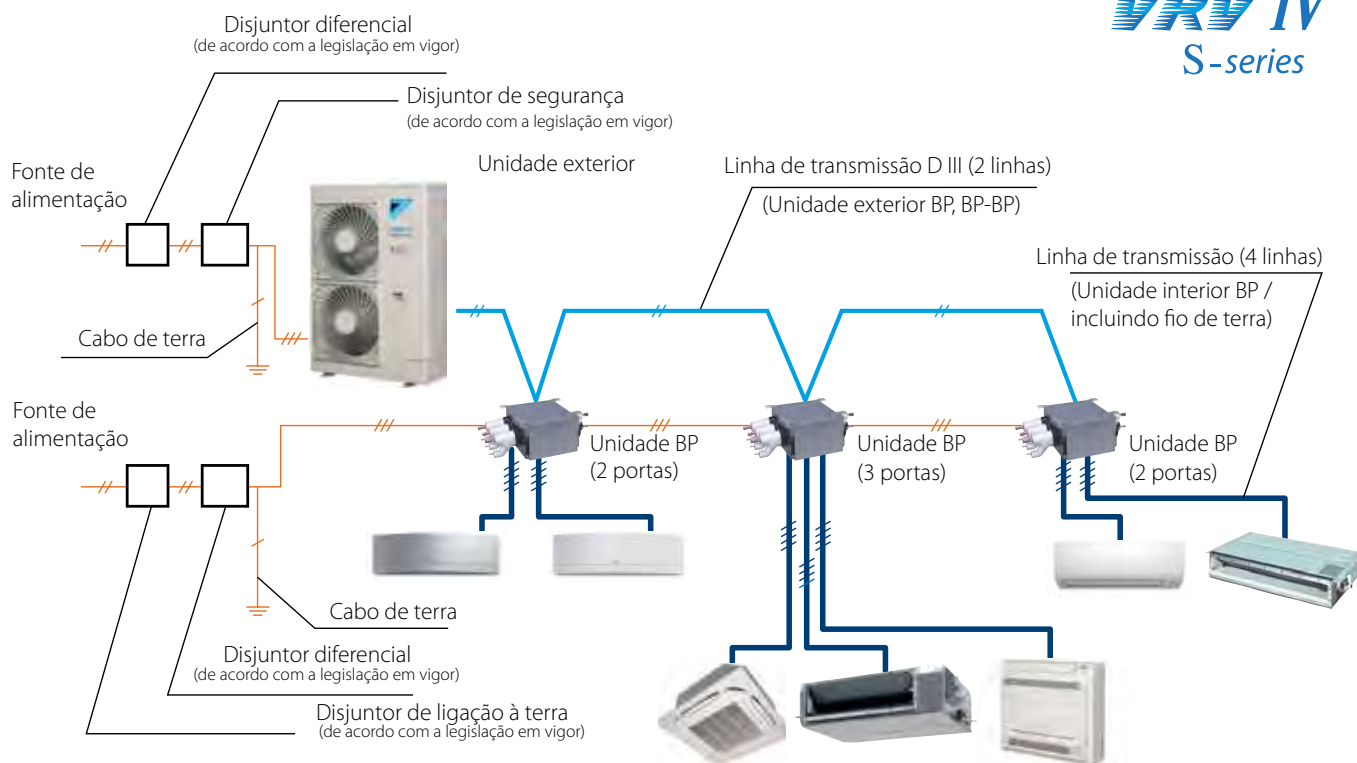 VRV IV
S-series
Disjuntor diferencial
(de acordo com a legislação em vigor)
Disjuntor de segurança
(de acordo com a legislação em vigor)
Fonte de
alimentação
Unidade exterior
Linha de transmissão D III (2 linhas)
(Unidade exterior BP, BP-BP)
Linha de transmissão (4 linhas)
(Unidade interior BP /
incluindo fio de terra)
Cabo de terra
Fonte de
alimentação
Unidade BP
(2 portas)
Unidade BP
(3 portas)
Unidade BP
(2 portas)
Cabo de terra
Disjuntor diferencial
(de acordo com a legislação em vigor)
Disjuntor de ligação à terra
(de acordo com a legislação em vigor)